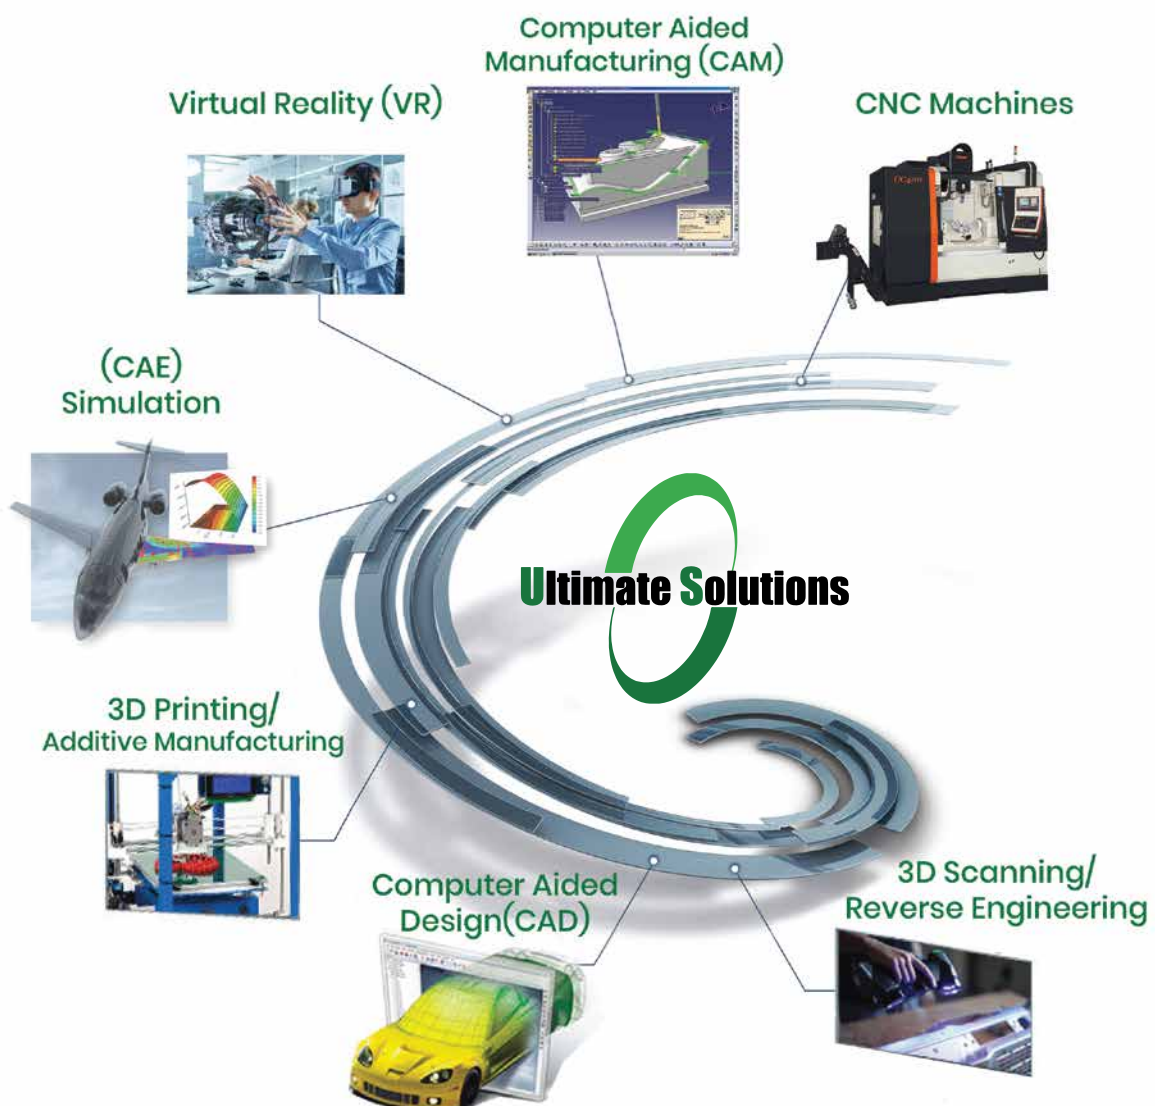 Computer Aided
Manufacturing (CAM)
Virtual Reality (VR)
CNC Machines
(CAE)
Simulation
Ultimate Solutions
3D Printing/
Additive Manufacturing
Computer Aided
Design(CAD)
3D Scanning/
Reverse Engineering